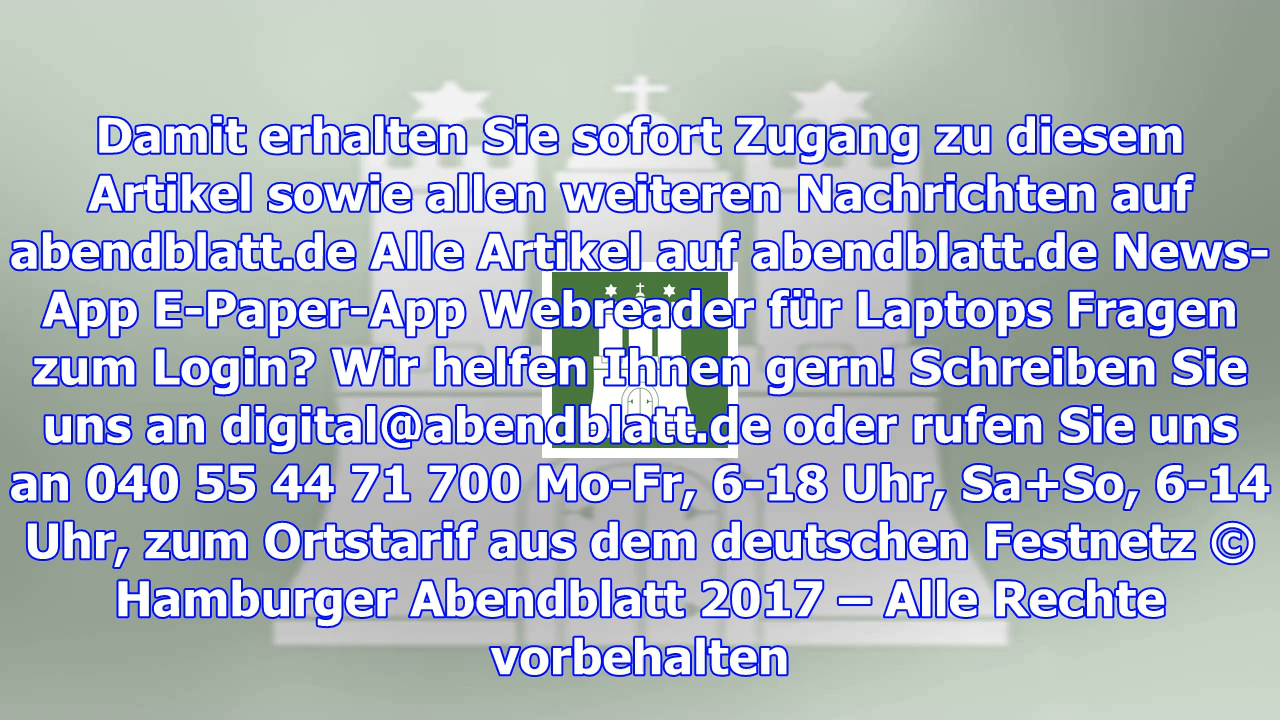 Damit erhalten Sie sofort Zugang zu diesem
Artikel sowie allen weiteren Nachrichten auf
abendblatt.de Alle Artikel auf abendblatt.de News-
App E-Paper-App Webreader für Laptops Fragen
zum Login? Wir helfen Ihnen gern! Schreiben Sie
uns an digital@abendblatt.de oder rufen Sie uns
an 040 55 44 71 700 Mo-Fr, 6-18 Uhr, Sa+So, 6-14
Uhr, zum Ortstarif aus dem deutschen Festnetz ©
Hamburger Abendblatt 2017 – Alle Rechte
vorbehalten